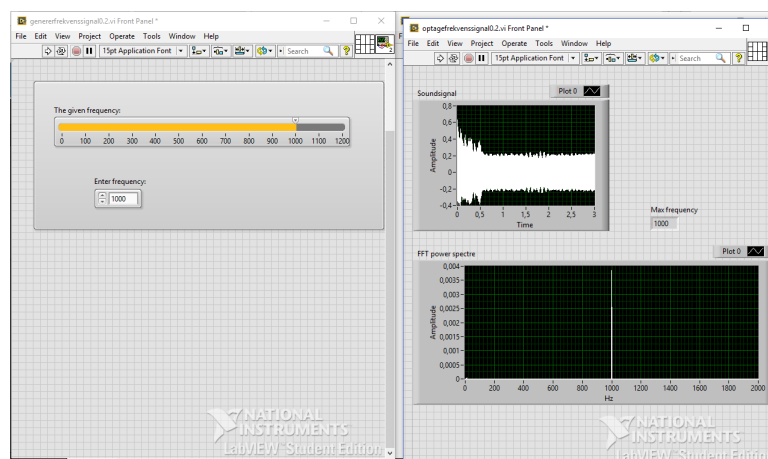 genererfrekvenssignal0.2.vi Front Panel *
File Edit View Project Operate Tools Window Help
15pt Application Font Search ? 2
The given frequency:
0 100 200 300 400 500 600 700 800 900 1000 1100 1200
Enter frequency:
1000
NATIONAL
INSTRUMENTS
LabVIEW Student Edition
optagefrekvenssignal0.2.vi Front Panel *
File Edit View Project Operate Tools Window Help
15pt Application Font Search ?
Soundsignal Plot 0
Amplitude
0,8
0,6
0,4
0,2
0
-0,2
-0,4
0 0,5 1 1,5 2 2,5 3
Time
Max frequency
1000
FFT power spectre Plot 0
Amplitude
0,004
0,0035
0,003
0,0025
0,002
0,0015
0,001
0,0005
0
0 200 400 600 800 1000 1200 1400 1600 1800 2000
Hz
NATIONAL
INSTRUMENTS
LabVIEW Student Edition